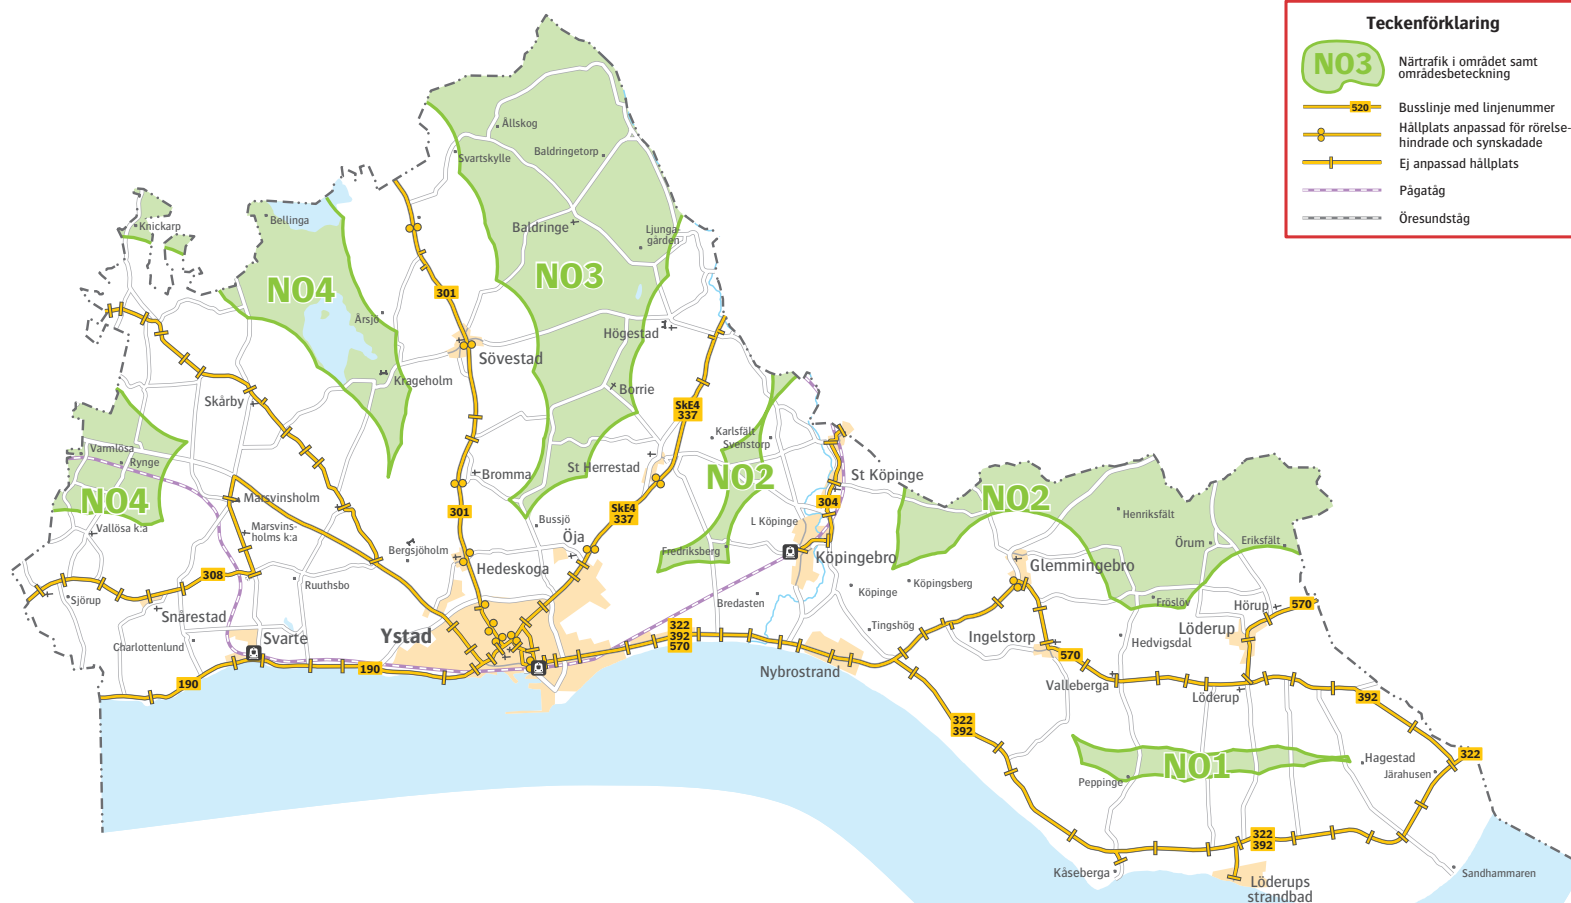 Teckenförklaring
NO3
Närtrafik i området samt
områdesbeteckning
520
Busslinje med linjenummer
Hållplats anpassad för rörelse-
hindrade och synskadade
Ej anpassad hållplats
Pågatåg
Öresundståg
Ållskog
Svartskylle
Baldringetorp
Knickarp
Bellinga
Baldringe
Ljunga-
gården
NO3
NO4
301
Årsjö
Högestad
Sövestad
Krageholm
Borrie
Skårby
SkE4
337
Karlsfält
Svenstorp
Varmlösa
Rynge
NO4
Bromma
St Herrestad
NO2
St Köpinge
NO2
304
Marsvinsholm
301
SkE4
337
Henriksfält
Vallösa k:a
Marsvins-
holms k:a
Bussjö
L Köpinge
Öja
Bergsjöholm
Fredriksberg
Köpingebro
Örum
Eriksfält
Hedeskoga
Glemmingebro
308
Ruuthsbo
Köpingsberg
Köpinge
Sjörup
Snårestad
Bredasten
Fröslöv
Hörup
570
Charlottenlund
Svarte
Ystad
322
392
570
Tingshög
Ingelstorp
Hedvigsdal
Löderup
570
190
190
Nybrostrand
Valleberga
Löderup
392
322
392
322
NO1
Hagestad
Järahusen
Peppinge
322
392
Kåseberga
Löderups
strandbad
Sandhammaren